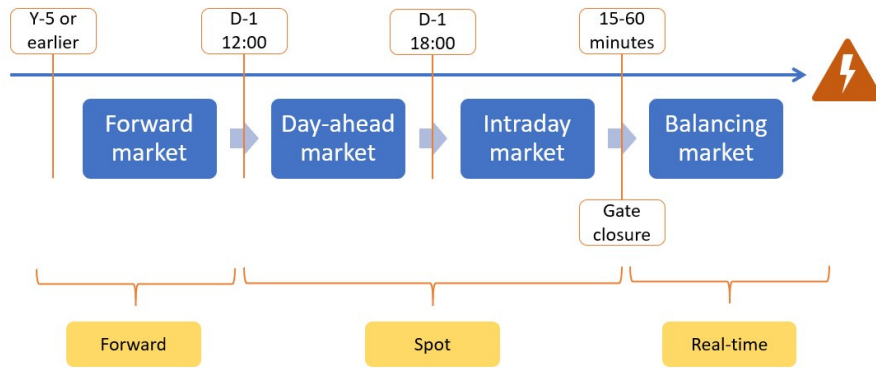 Y-5 or
earlier
D-1
12:00
D-1
18:00
15-60
minutes
Forward
market
Day-ahead
market
Intraday
market
Balancing
market
Gate
closure
Forward
Spot
Real-time